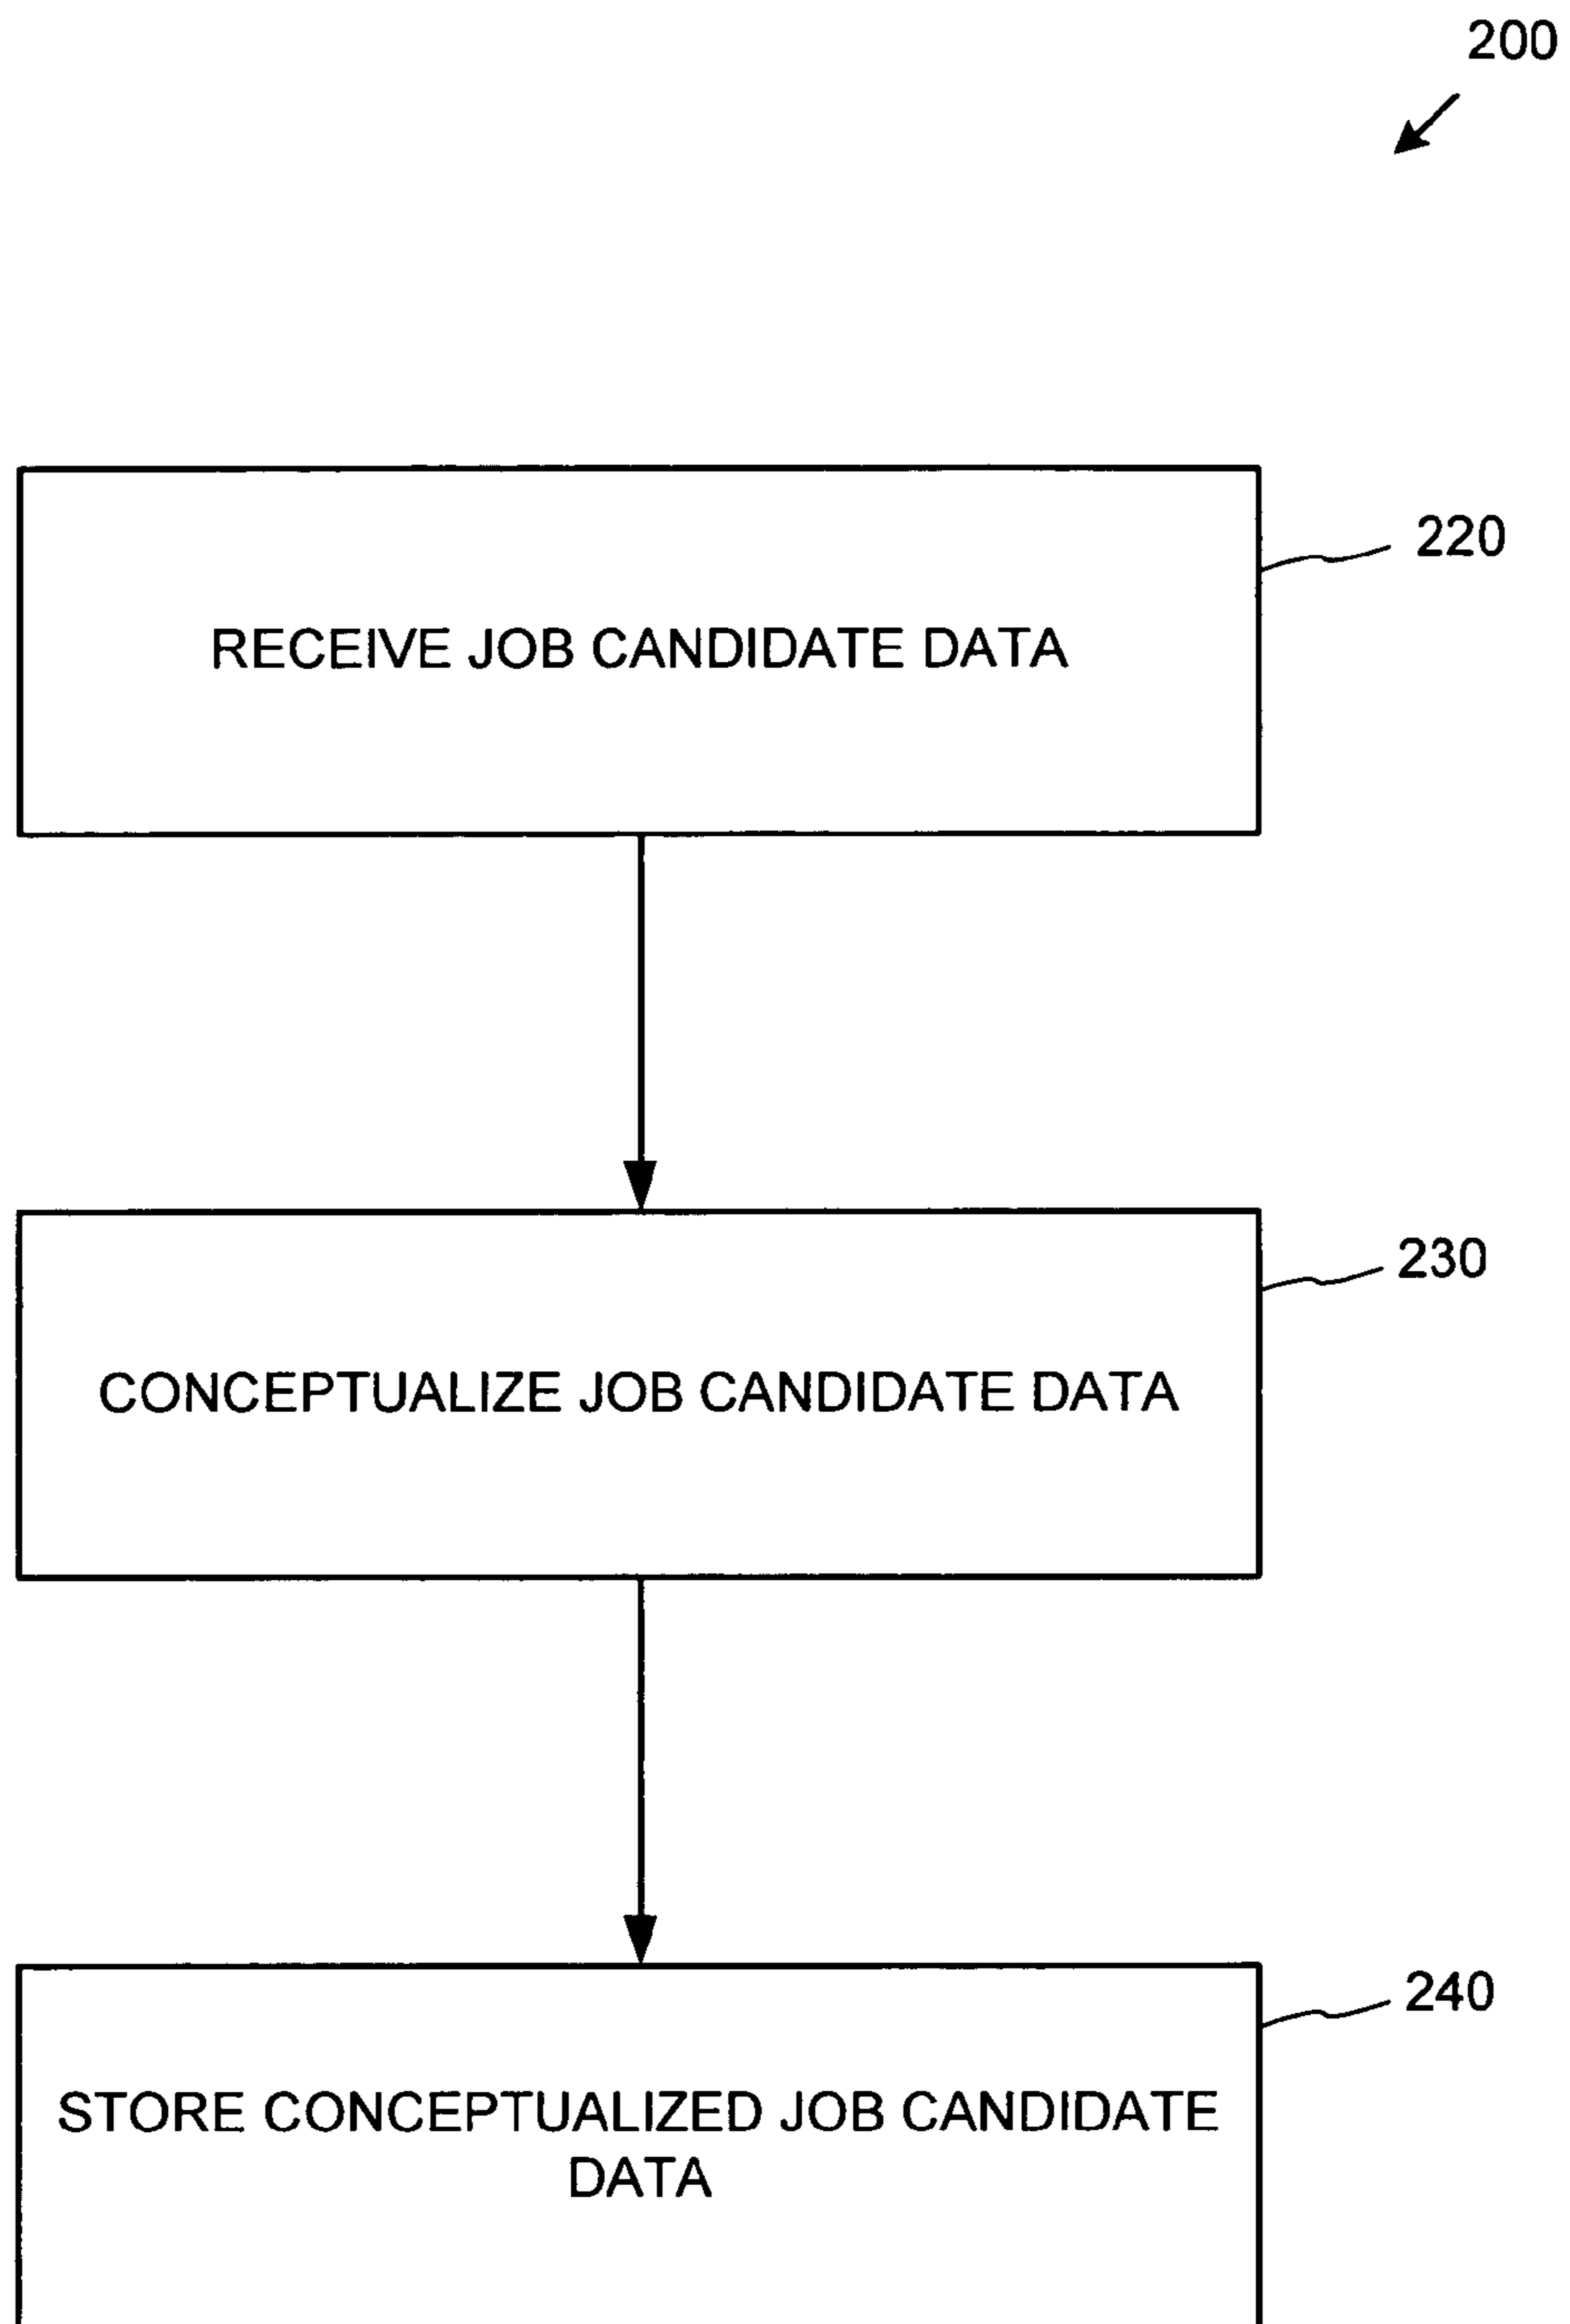 200
220
RECEIVE JOB CANDIDATE DATA
230
CONCEPTUALIZE JOB CANDIDATE DATA
240
STORE CONCEPTUALIZED JOB CANDIDATE
DATA